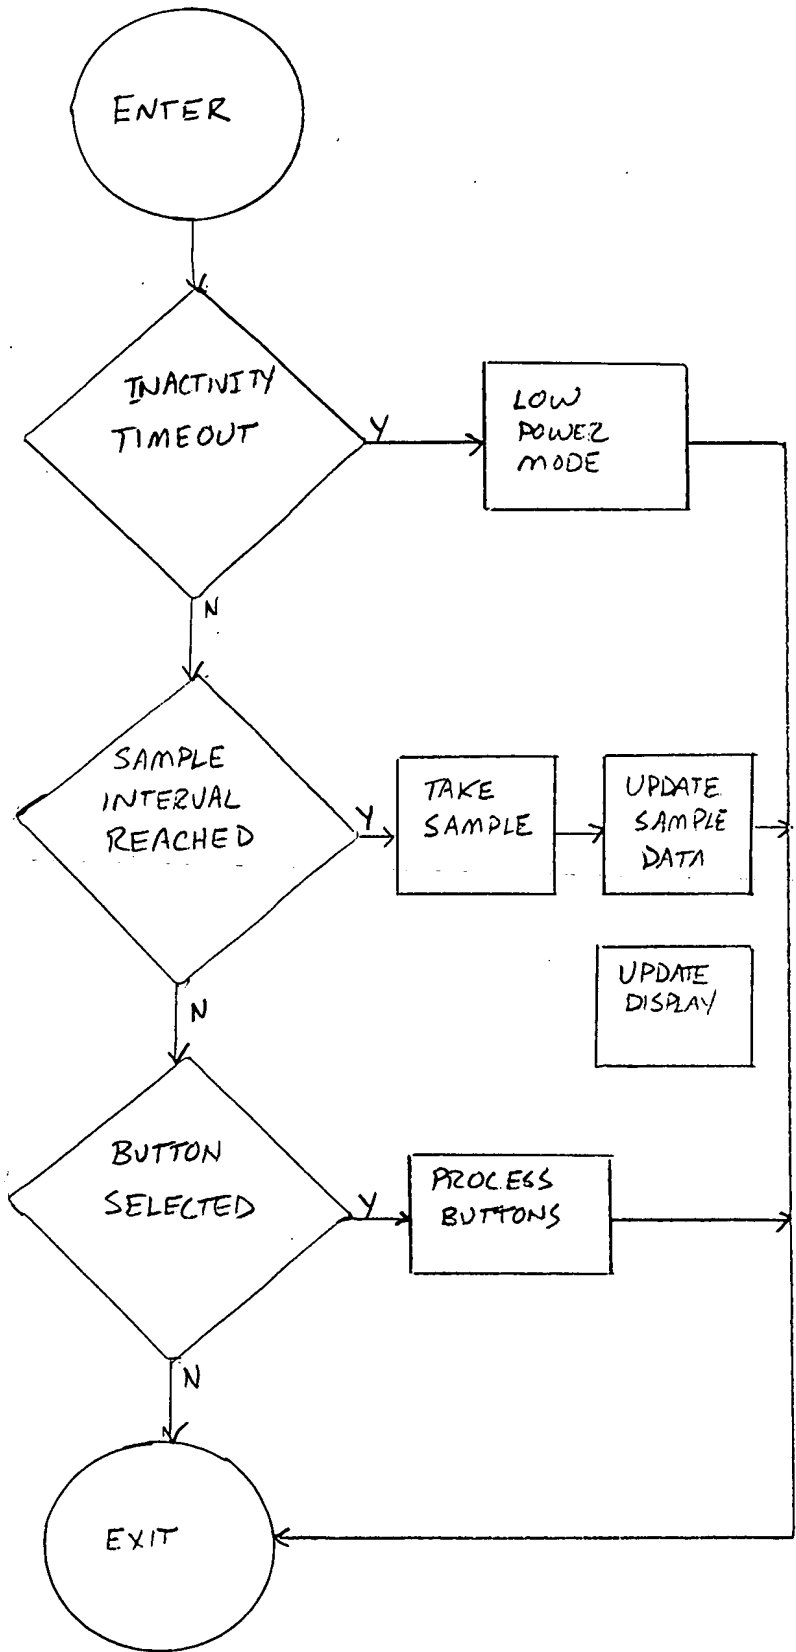 ENTER
INACTIVITY
TIMEOUT
Y
LOW
POWER
MODE
N
SAMPLE
INTERVAL
REACHED
Y
TAKE
SAMPLE
UPDATE
SAMPLE
DATA
N
UPDATE
DISPLAY
BUTTON
SELECTED
Y
PROCESS
BUTTONS
N
EXIT